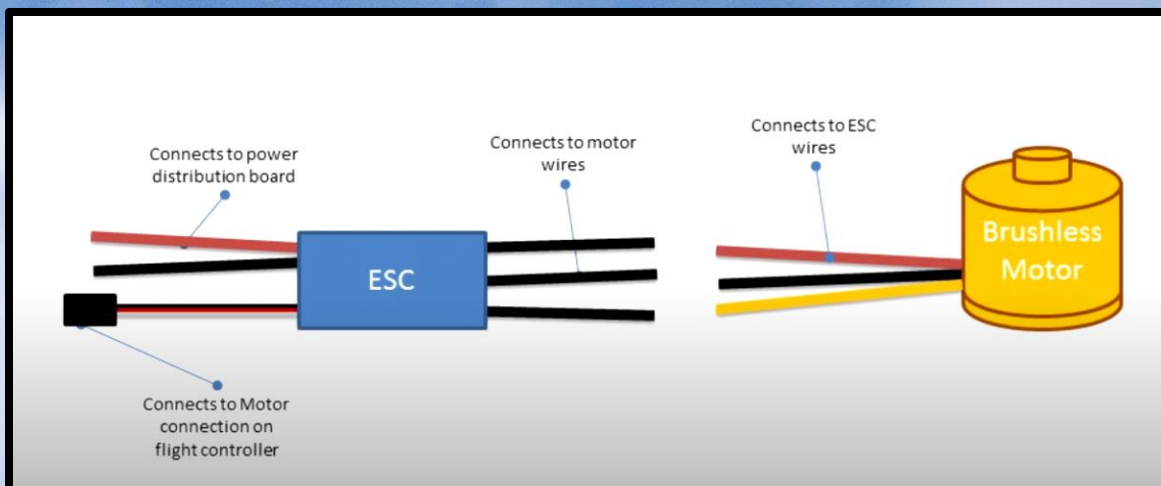 Connects to power
distribution board
Connects to motor
wires
Connects to ESC
wires
ESC
Brushless
Motor
Connects to Motor
connection on
flight controller